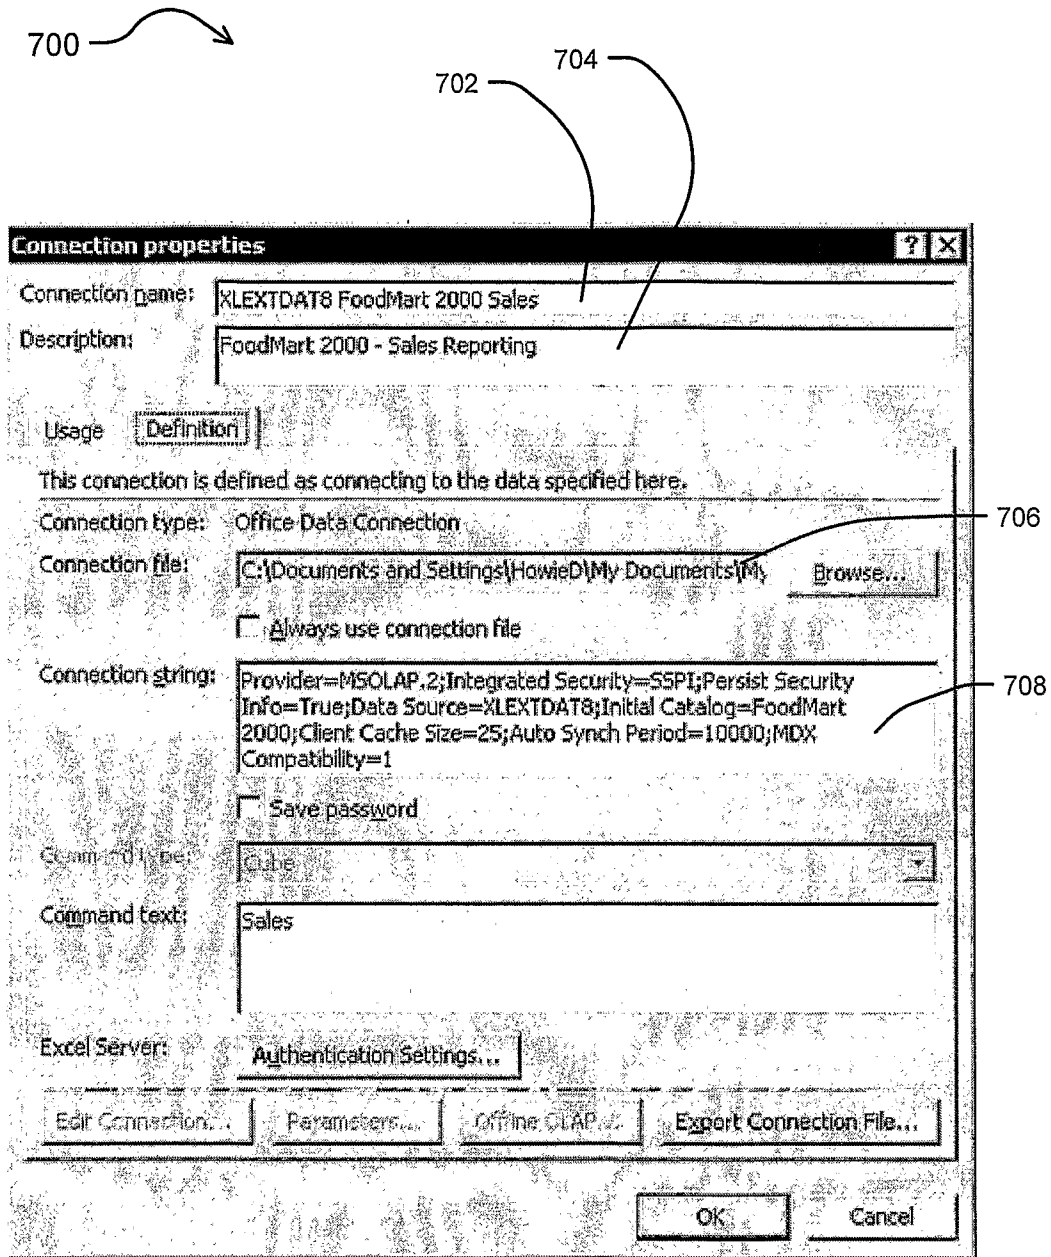 700
704
702
Connection properties
? X
Connection name: XLEXTDAT8 FoodMart 2000 Sales
Description: FoodMart 2000 - Sales Reporting
Usage Definition
This connection is defined as connecting to the data specified here.
Connection type: Office Data Connection
706
Connection file: C:\Documents and Settings\HowieD\My Documents\My Browse...
Always use connection file
Connection string: Provider=MSOLAP.2;Integrated Security=SSPI;Persist Security
708
Info=True;Data Source=XLEXTDAT8;Initial Catalog=FoodMart
2000;Client Cache Size=25;Auto Synch Period=10000;MDX
Compatibility=1
Save password
Command type: Cube
Command text: Sales
Excel Server: Authentication Settings...
Edit Connection... Parameters... Offline OLAP... Export Connection File...
OK Cancel